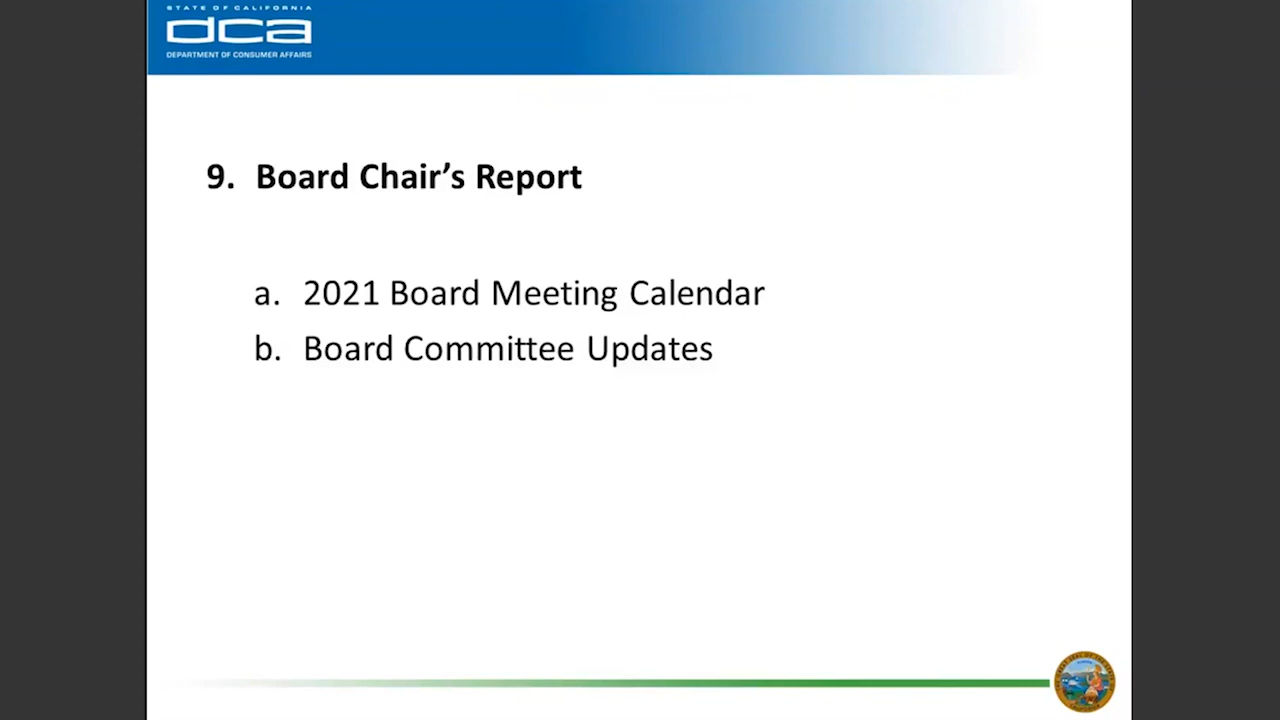 STATE OF CALIFORNIA
dca
DEPARTMENT OF CONSUMER AFFAIRS
9. Board Chair’s Report
a. 2021 Board Meeting Calendar
b. Board Committee Updates